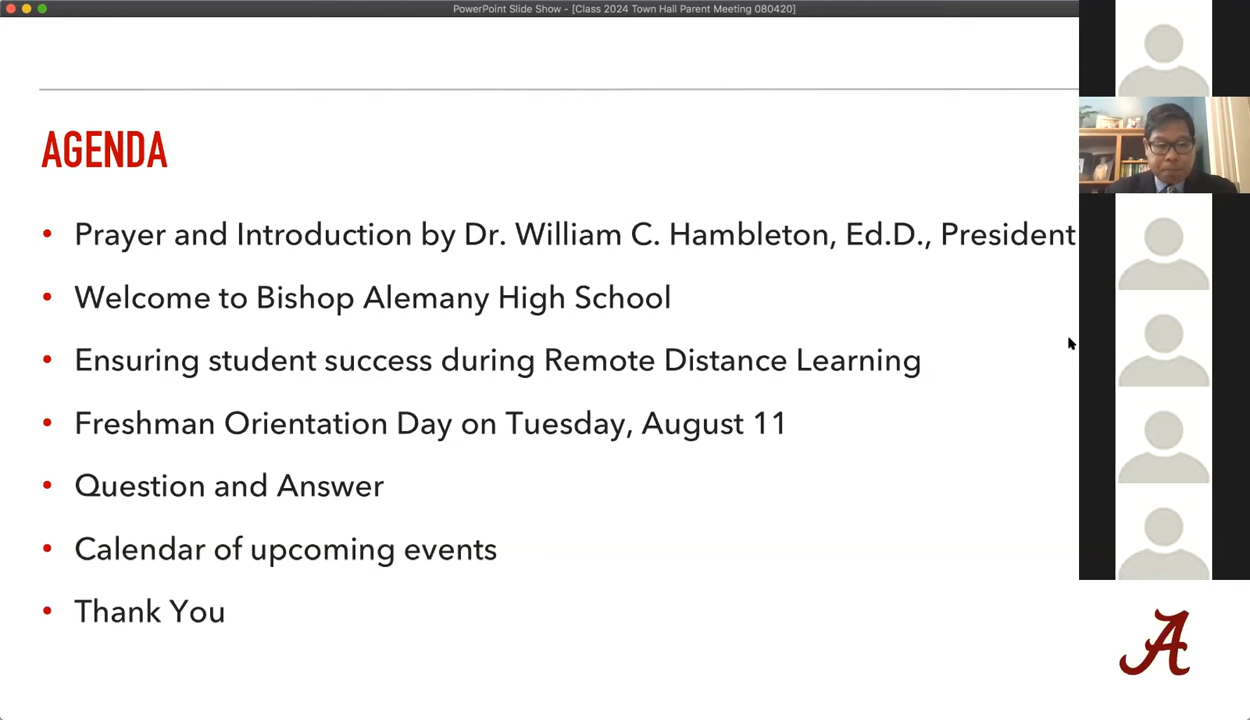 PowerPoint Slide Show - [Class 2024 Town Hall Parent Meeting 080420]
AGENDA
• Prayer and Introduction by Dr. William C. Hambleton, Ed.D., President
• Welcome to Bishop Alemany High School
• Ensuring student success during Remote Distance Learning
• Freshman Orientation Day on Tuesday, August 11
• Question and Answer
• Calendar of upcoming events
• Thank You
A